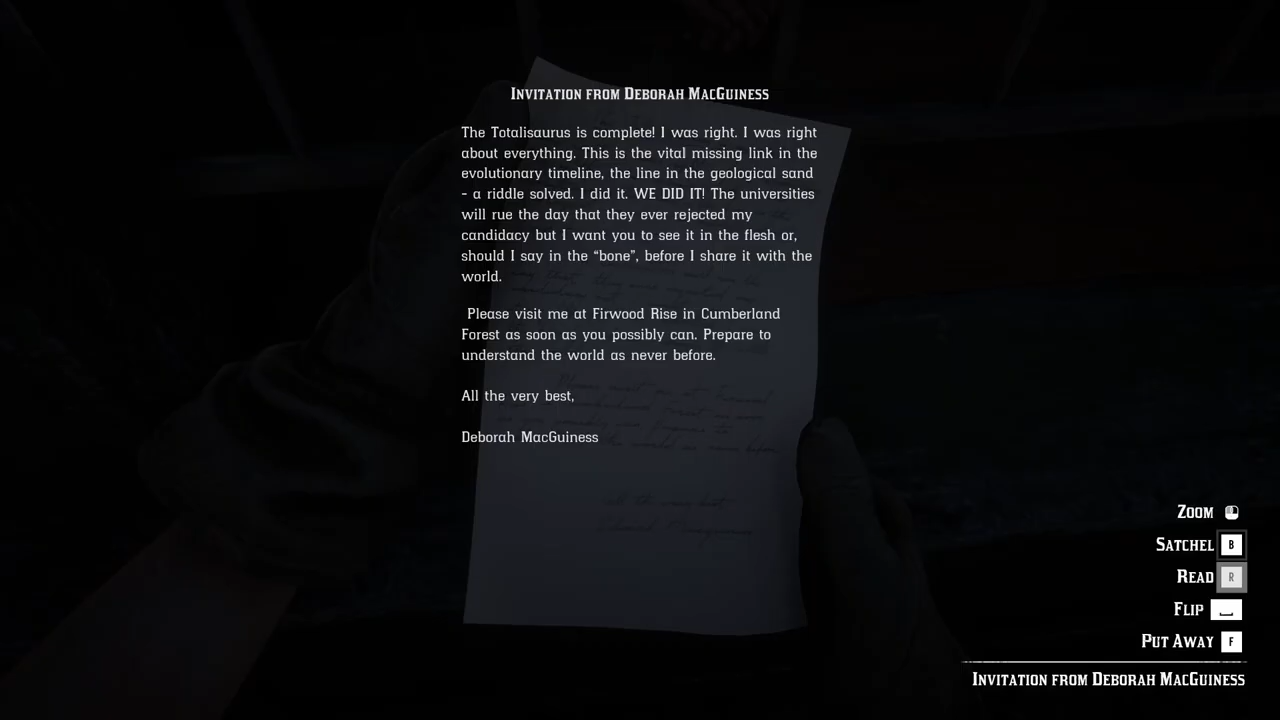 INVITATION FROM DEBORAH MACGUINESS
The Totalisaurus is complete! I was right. I was right
about everything. This is the vital missing link in the
evolutionary timeline, the line in the geological sand
- a riddle solved. I did it. WE DID IT! The universities
will rue the day that they ever rejected my
candidacy but I want you to see it in the flesh or,
should I say in the “bone”, before I share it with the
world.
Please visit me at Firwood Rise in Cumberland
Forest as soon as you possibly can. Prepare to
understand the world as never before.
All the very best,
Deborah MacGuiness
ZOOM
SATCHEL B
READ R
FLIP
PUT AWAY F
INVITATION FROM DEBORAH MACGUINESS